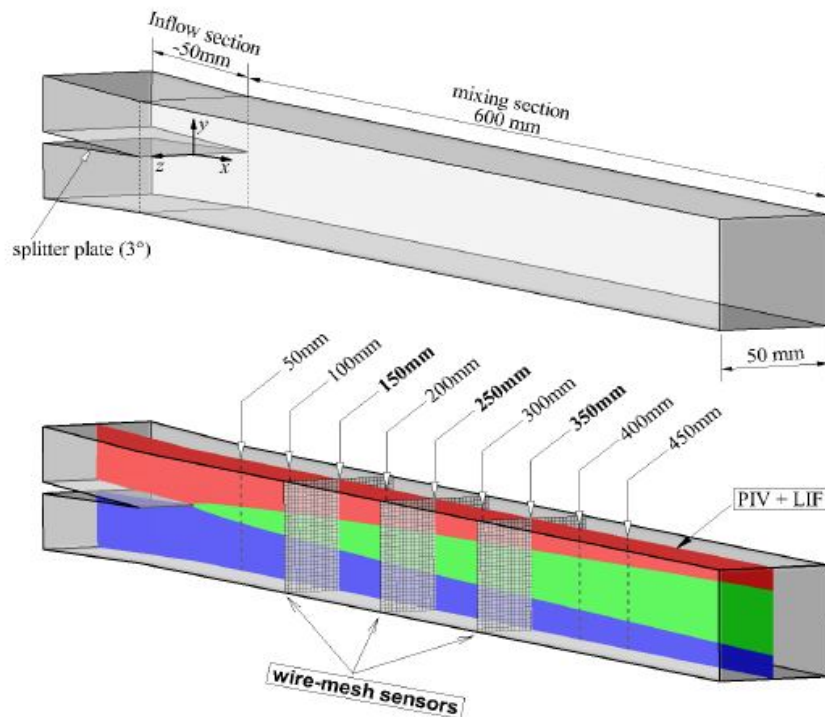 Inflow section
-50mm
mixing section
600 mm
y
z
x
splitter plate (3°)
50 mm
50mm
100mm
150mm
200mm
250mm
300mm
350mm
400mm
450mm
PIV + LIF
wire-mesh sensors